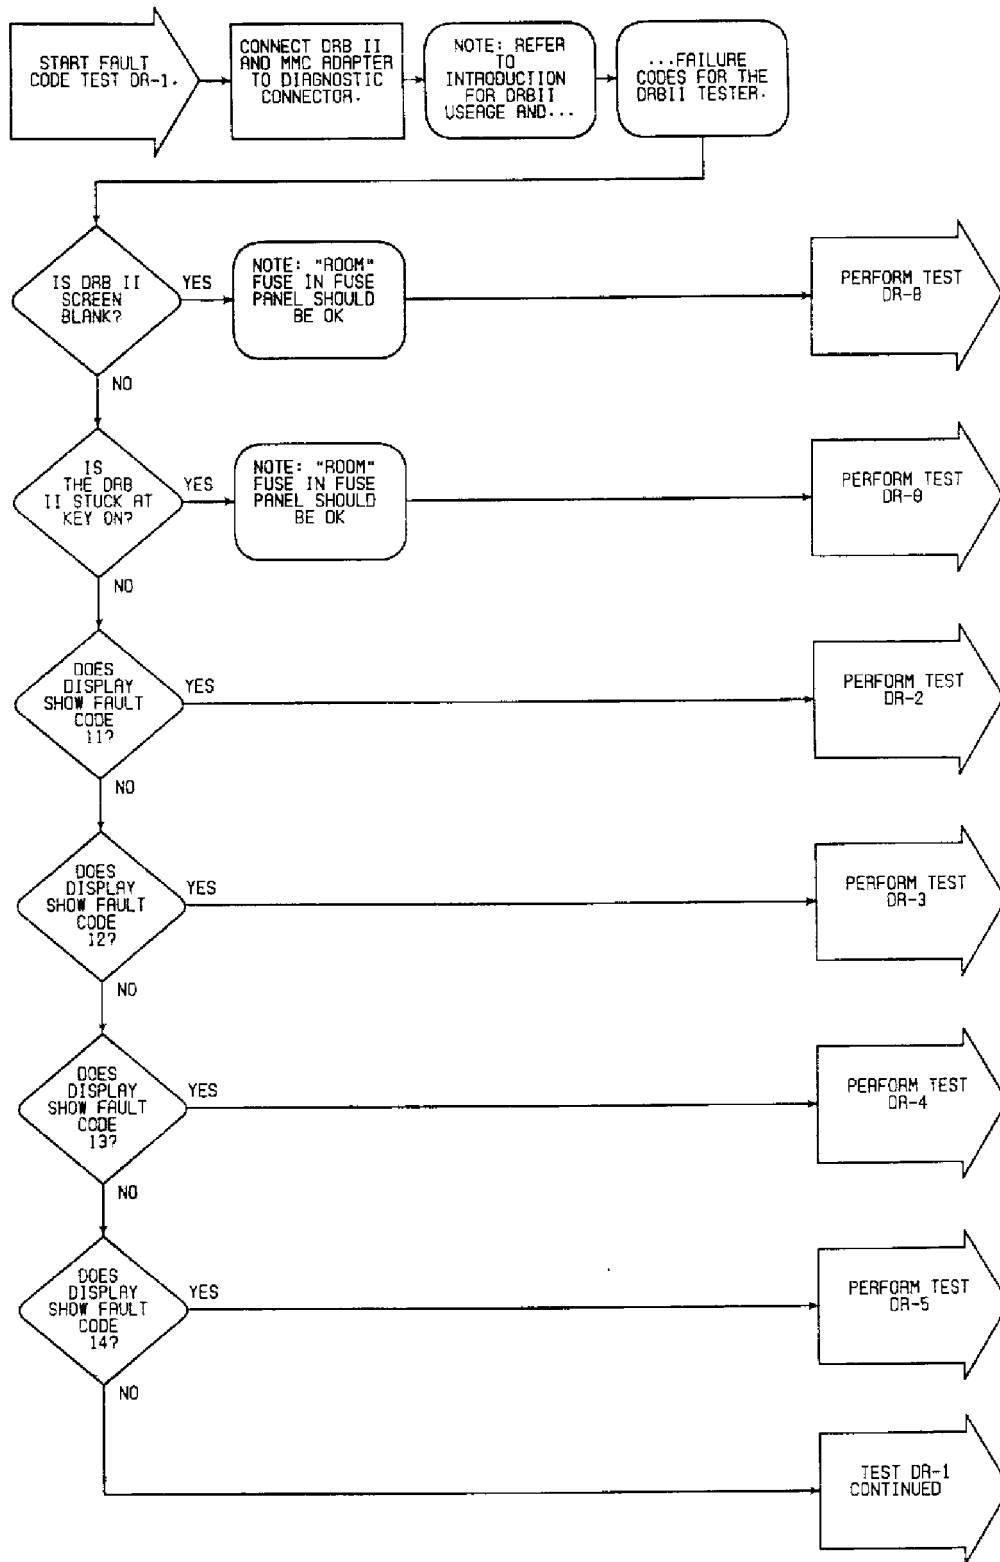 START FAULT
CODE TEST DR-1.
CONNECT DRB II
AND MMC ADAPTER
TO DIAGNOSTIC
CONNECTOR.
NOTE: REFER
TO
INTRODUCTION
FOR DRBII
USEAGE AND...
...FAILURE
CODES FOR THE
DRBII TESTER.
IS DRB II
SCREEN
BLANK?
YES
NOTE: "ROOM"
FUSE IN FUSE
PANEL SHOULD
BE OK
PERFORM TEST
DR-8
NO
IS
THE DRB
II STUCK AT
KEY ON?
YES
NOTE: "ROOM"
FUSE IN FUSE
PANEL SHOULD
BE OK
PERFORM TEST
DR-8
NO
DOES
DISPLAY
SHOW FAULT
CODE
11?
YES
PERFORM TEST
DR-2
NO
DOES
DISPLAY
SHOW FAULT
CODE
12?
YES
PERFORM TEST
DR-3
NO
DOES
DISPLAY
SHOW FAULT
CODE
13?
YES
PERFORM TEST
DR-4
NO
DOES
DISPLAY
SHOW FAULT
CODE
14?
YES
PERFORM TEST
DR-5
NO
TEST DR-1
CONTINUED